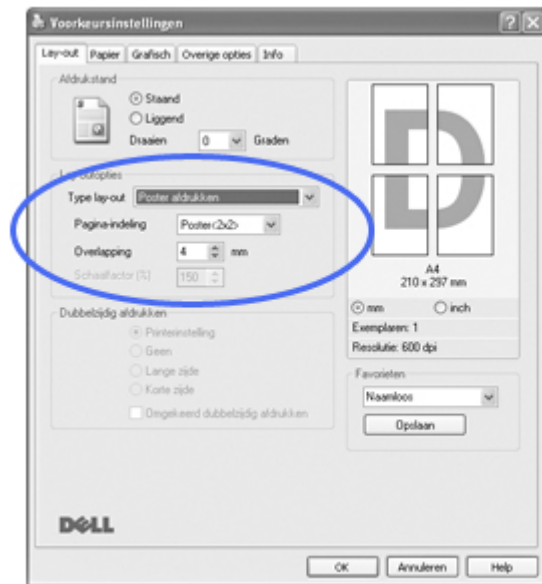 Voorkeursinstellingen
Lay-out Papier Grafisch Overige opties Info
Afdrukstand
Staand
Liggend
Draaien 0 Graden
Lay-outopties
Type lay-out Poster afdrukken
Pagina-indeling Poster<2x2>
Overlapping 4 mm
Schaalfactor [%] 150
Dubbelzijdig afdrukken
Printerinstelling
Geen
Lange zijde
Korte zijde
Omgekeerd dubbelzijdig afdrukken
D
A4
210 x 297 mm
mm inch
Exemplaren: 1
Resolutie: 600 dpi
Favorieten
Naamloos
Opslaan
DELL
OK Annuleren Help